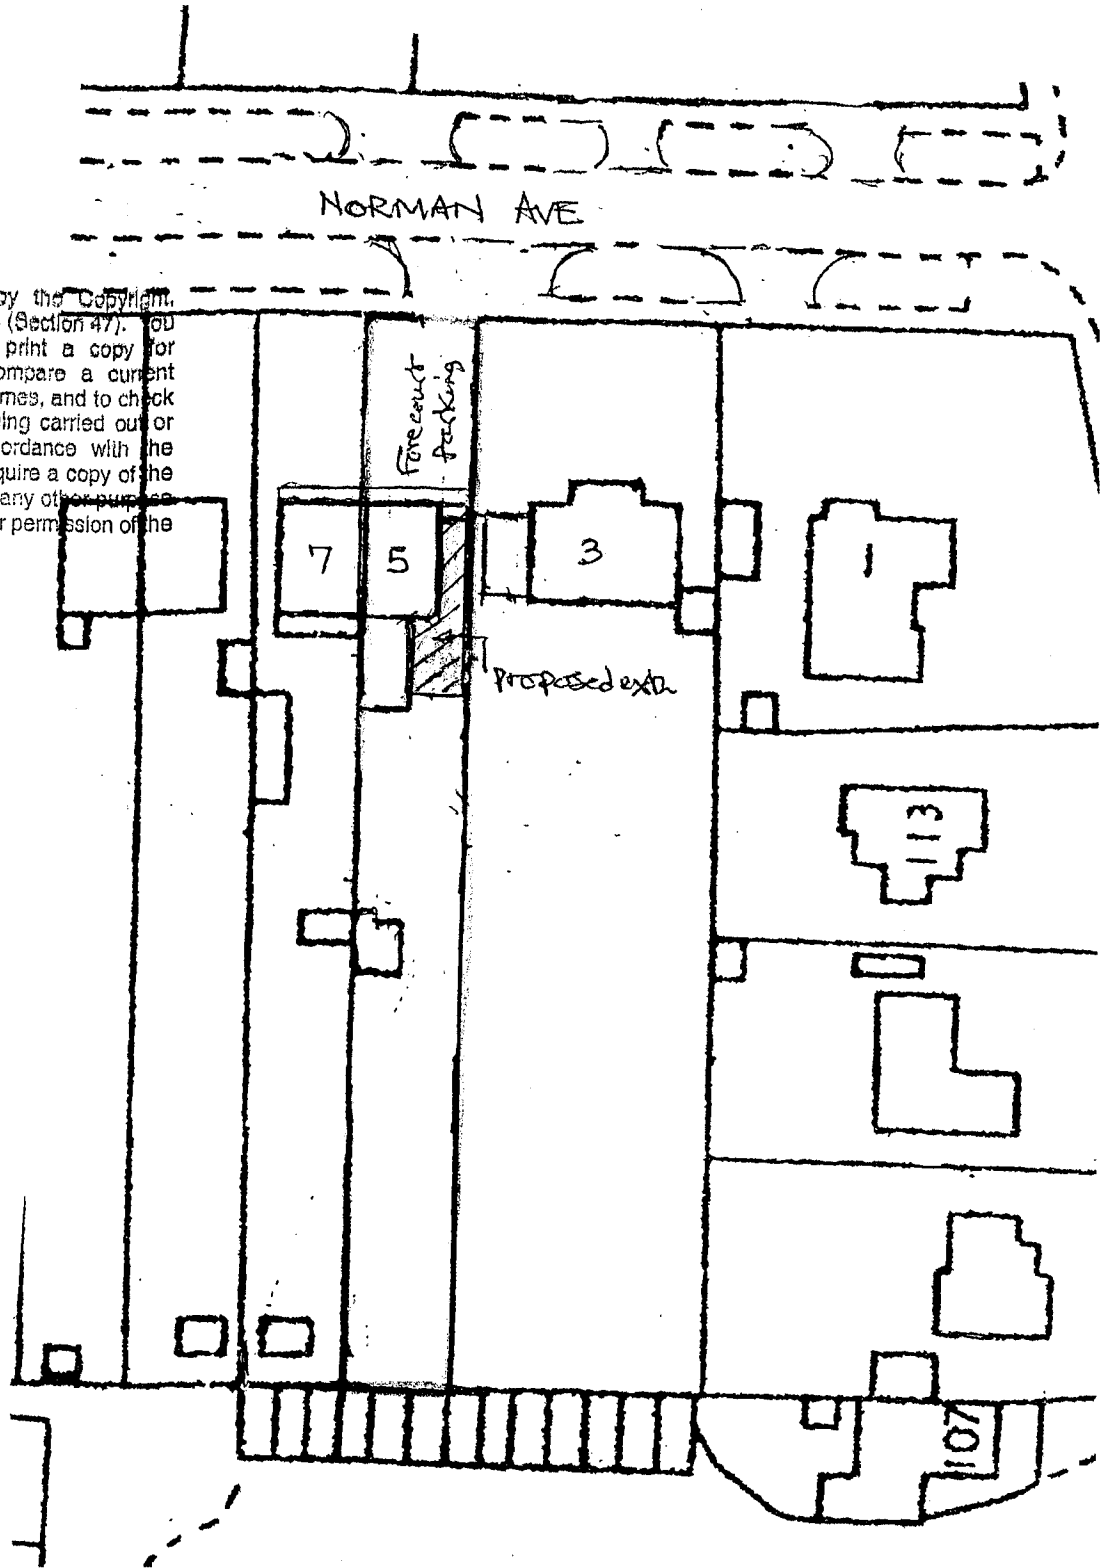 NORMAN AVE
by the Copyright,
(Section 47). You
print a copy for
ompare a current
mes, and to check
ing carried out or
ordance with the
quire a copy of the
any other purpose
r permission of the
Forecourt
parking
7
5
3
1
proposed extn
113
107